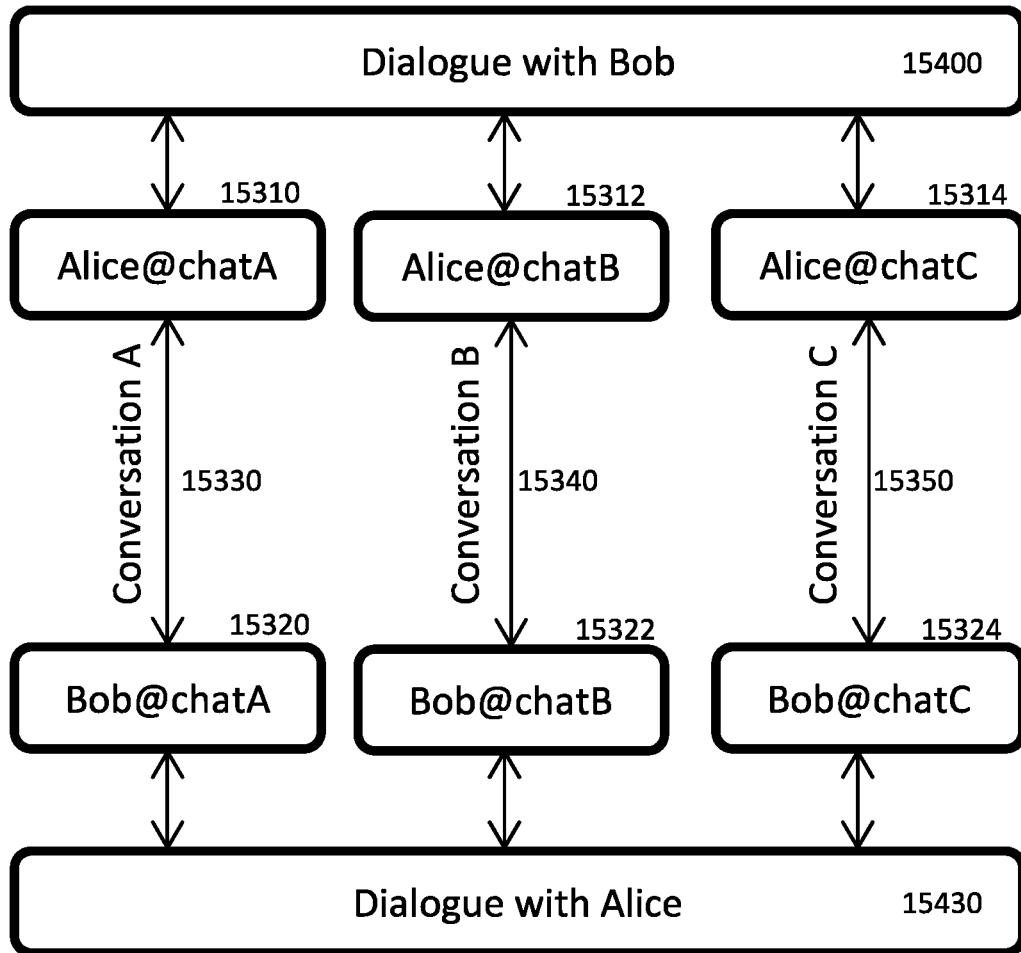 Dialogue with Bob 15400
15310 15312 15314
Alice@chatA Alice@chatB Alice@chatC
Conversation A 15330
Conversation B 15340
Conversation C 15350
15320 15322 15324
Bob@chatA Bob@chatB Bob@chatC
Dialogue with Alice 15430